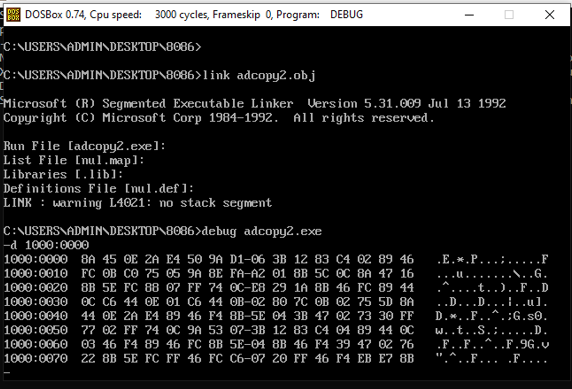 DOSBox 0.74, Cpu speed:    3000 cycles, Frameskip  0, Program:    DEBUG
C:\USERS\ADMIN\DESKTOP\8086>
C:\USERS\ADMIN\DESKTOP\8086>link adcopy2.obj
Microsoft (R) Segmented Executable Linker  Version 5.31.009 Jul 13 1992
Copyright (C) Microsoft Corp 1984-1992.  All rights reserved.
Run File [adcopy2.exe]:
List File [nul.map]:
Libraries [.lib]:
Definitions File [nul.def]:
LINK : warning L4021: no stack segment
C:\USERS\ADMIN\DESKTOP\8086>debug adcopy2.exe
-d 1000:0000
1000:0000  8A 45 0E 2A E4 50 9A D1-06 3B 12 83 C4 02 89 46   .E.*.P...;.....F
1000:0010  FC 0B C0 75 05 9A 8E FA-A2 01 8B 5C 0C 8A 47 16   ...u.......\..G.
1000:0020  8B 5E FC 88 07 FF 74 0C-E8 29 1A 8B 46 FC 89 44   .^....t..)..F..D
1000:0030  0C C6 44 0E 01 C6 44 0B-02 80 7C 0B 02 75 5D 8A   ..D...D...|..u].
1000:0040  44 0E 2A E4 89 46 F4 8B-5E 04 3B 47 02 73 30 FF   D.*..F..^.;G.s0.
1000:0050  77 02 FF 74 0C 9A 53 07-3B 12 83 C4 04 89 44 0C   w..t..S.;.....D.
1000:0060  03 46 F4 89 46 FC 8B 5E-04 8B 46 F4 39 47 02 76   .F..F..^..F.9G.v
1000:0070  22 8B 5E FC FF 46 FC C6-07 20 FF 46 F4 EB E7 8B   ".^..F... .F....
-